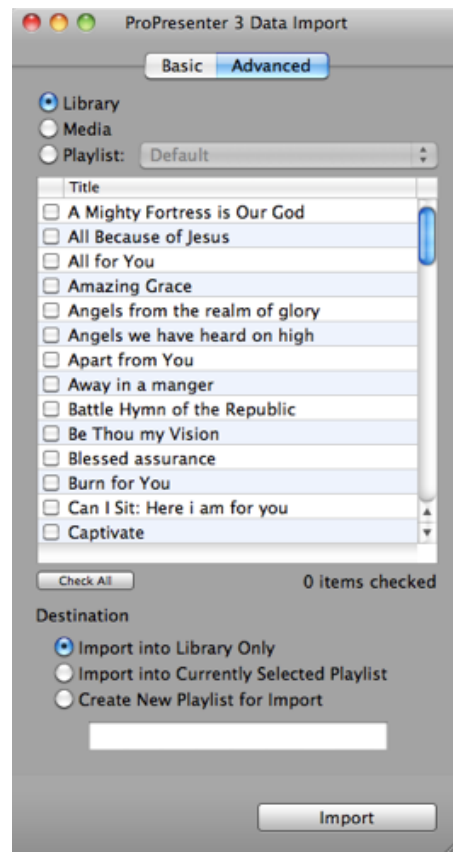 ProPresenter 3 Data Import
Basic Advanced
Library
Media
Playlist: Default
Title
A Mighty Fortress is Our God
All Because of Jesus
All for You
Amazing Grace
Angels from the realm of glory
Angels we have heard on high
Apart from You
Away in a manger
Battle Hymn of the Republic
Be Thou my Vision
Blessed assurance
Burn for You
Can I Sit: Here i am for you
Captivate
Check All 0 items checked
Destination
Import into Library Only
Import into Currently Selected Playlist
Create New Playlist for Import
Import